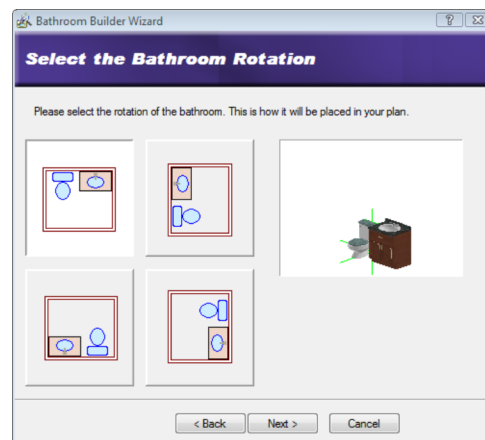 Bathroom Builder Wizard
Select the Bathroom Rotation
Please select the rotation of the bathroom. This is how it will be placed in your plan.
< Back Next > Cancel